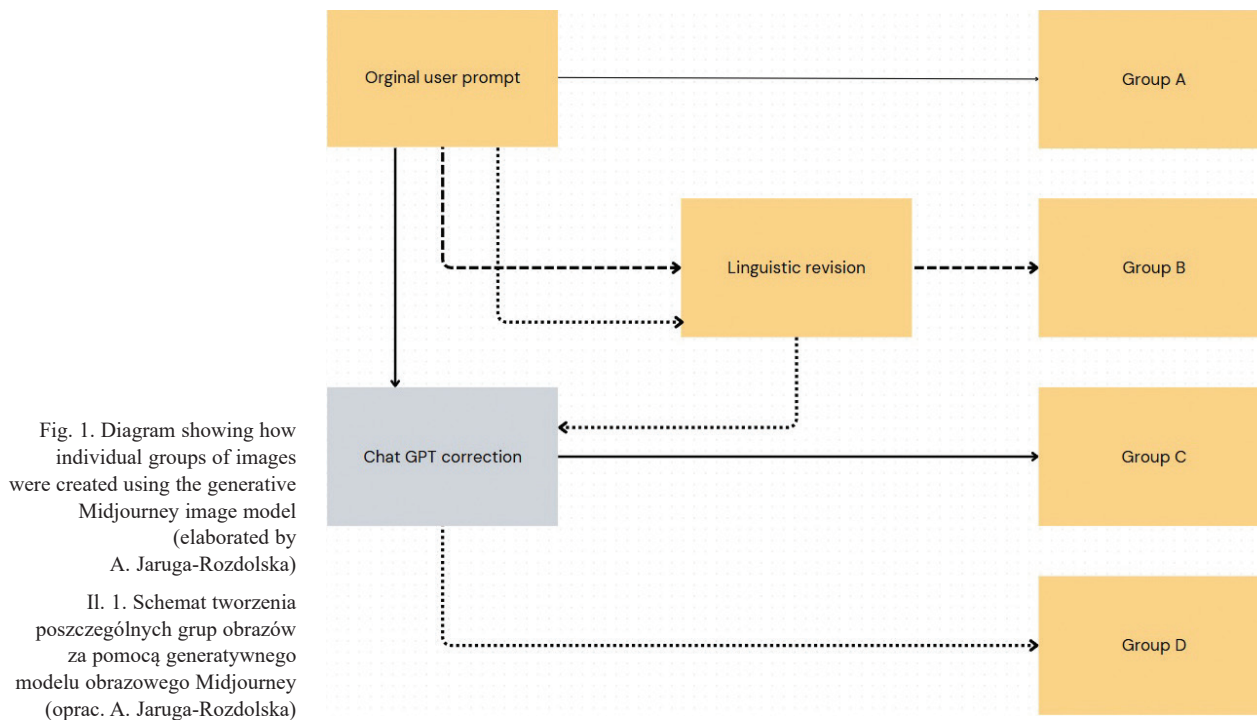 Orginal user prompt
Group A
Linguistic revision
Group B
Chat GPT correction
Group C
Group D
Fig. 1. Diagram showing how
individual groups of images
were created using the generative
Midjourney image model
(elaborated by
A. Jaruga-Rozdolska)
Il. 1. Schemat tworzenia
poszczególnych grup obrazów
za pomocą generatywnego
modelu obrazowego Midjourney
(oprac. A. Jaruga-Rozdolska)